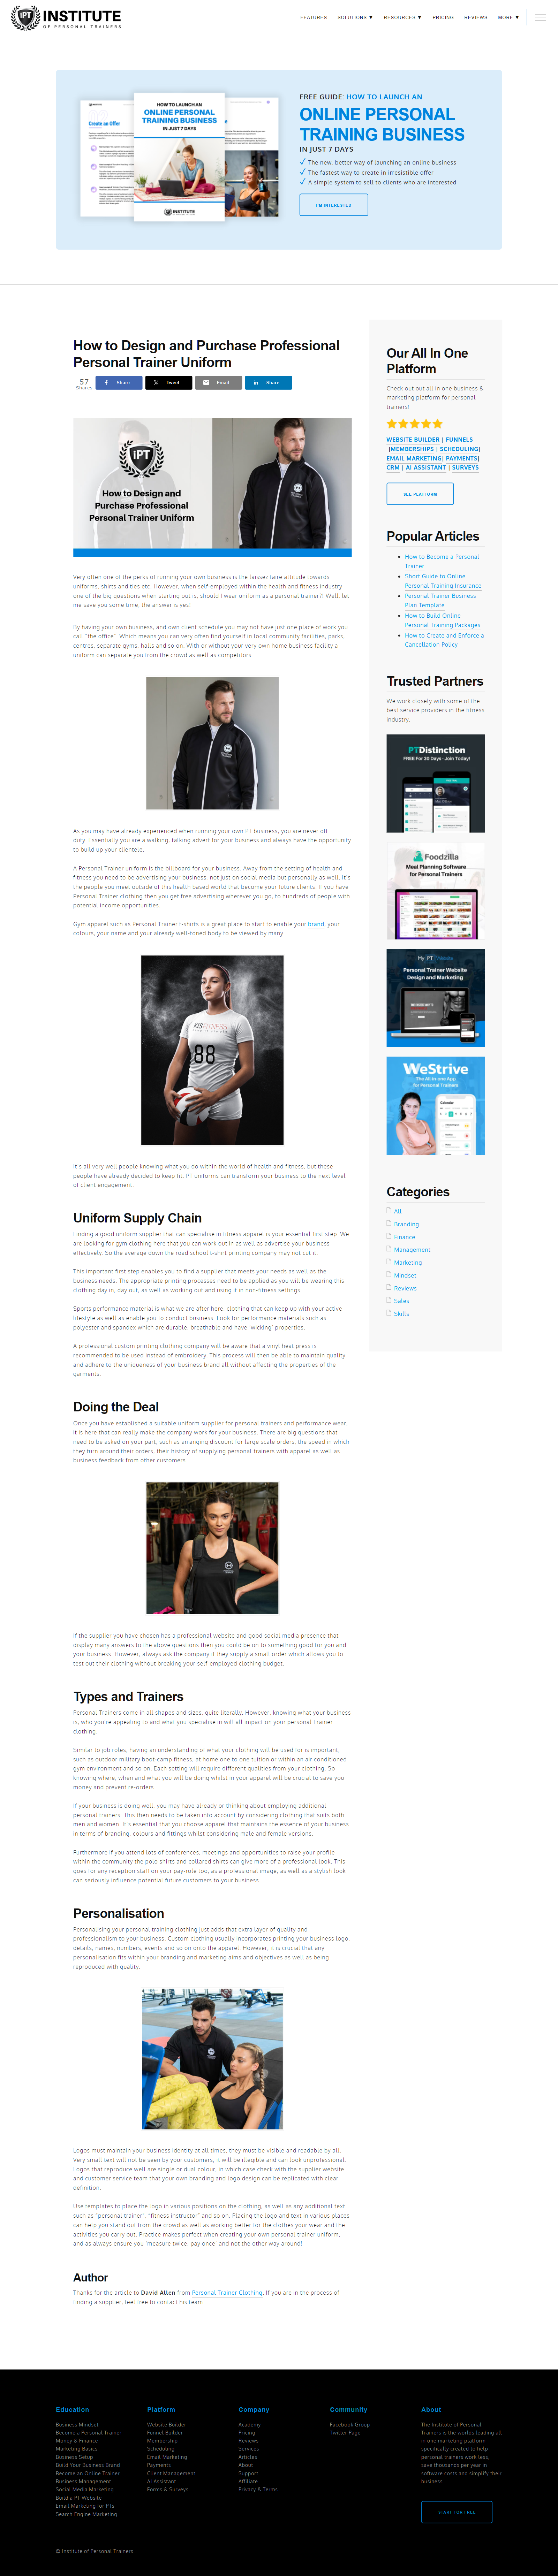 IPT INSTITUTE
OF PERSONAL TRAINERS
FEATURES SOLUTIONS ▼ RESOURCES ▼ PRICING REVIEWS MORE ▼
Create an Offer
HOW TO LAUNCH AN
ONLINE PERSONAL
TRAINING BUSINESS
IN JUST 7 DAYS
INSTITUTE
FREE GUIDE: HOW TO LAUNCH AN
ONLINE PERSONAL
TRAINING BUSINESS
IN JUST 7 DAYS
The new, better way of launching an online business
The fastest way to create in irresistible offer
A simple system to sell to clients who are interested
I'M INTERESTED
How to Design and Purchase Professional
Personal Trainer Uniform
57
Shares
Share
Tweet
Email
Share
iPT
How to Design and
Purchase Professional
Personal Trainer Uniform
Very often one of the perks of running your own business is the laissez faire attitude towards
uniforms, shirts and ties etc. However, when self-employed within the health and fitness industry
one of the big questions when starting out is, should I wear uniform as a personal trainer?! Well, let
me save you some time, the answer is yes!
By having your own business, and own client schedule you may not have just one place of work you
call "the office". Which means you can very often find yourself in local community facilities, parks,
centres, separate gyms, halls and so on. With or without your very own home business facility a
uniform can separate you from the crowd as well as competitors.
As you may have already experienced when running your own PT business, you are never off
duty. Essentially you are a walking, talking advert for your business and always have the opportunity
to build up your clientele.
A Personal Trainer uniform is the billboard for your business. Away from the setting of health and
fitness you need to be advertising your business, not just on social media but personally as well. It's
the people you meet outside of this health based world that become your future clients. If you have
Personal Trainer clothing then you get free advertising wherever you go, to hundreds of people with
potential income opportunities.
Gym apparel such as Personal Trainer t-shirts is a great place to start to enable your brand, your
colours, your name and your already well-toned body to be viewed by many.
KISFITNESS
88
It's all very well people knowing what you do within the world of health and fitness, but these
people have already decided to keep fit. PT uniforms can transform your business to the next level
of client engagement.
Uniform Supply Chain
Finding a good uniform supplier that can specialise in fitness apparel is your essential first step. We
are looking for gym clothing here that you can work out in as well as advertise your business
effectively. So the average down the road school t-shirt printing company may not cut it.
This important first step enables you to find a supplier that meets your needs as well as the
business needs. The appropriate printing processes need to be applied as you will be wearing this
clothing day in, day out, as well as working out and using it in non-fitness settings.
Sports performance material is what we are after here, clothing that can keep up with your active
lifestyle as well as enable you to conduct business. Look for performance materials such as
polyester and spandex which are durable, breathable and have 'wicking' properties.
A professional custom printing clothing company will be aware that a vinyl heat press is
recommended to be used instead of embroidery. This process will then be able to maintain quality
and adhere to the uniqueness of your business brand all without affecting the properties of the
garments.
Doing the Deal
Once you have established a suitable uniform supplier for personal trainers and performance wear,
it is here that can really make the company work for your business. There are big questions that
need to be asked on your part, such as arranging discount for large scale orders, the speed in which
they turn around their orders, their history of supplying personal trainers with apparel as well as
business feedback from other customers.
If the supplier you have chosen has a professional website and good social media presence that
display many answers to the above questions then you could be on to something good for you and
your business. However, always ask the company if they supply a small order which allows you to
test out their clothing without breaking your self-employed clothing budget
Types and Trainers
Personal Trainers come in all shapes and sizes, quite literally. However, knowing what your business
is, who you're appealing to and what you specialise in will all impact on your personal Trainer
clothing.
Similar to job roles, having an understanding of what your clothing will be used for is important,
such as outdoor military boot-camp fitness, at home one to one tuition or within an air conditioned
gym environment and so on. Each setting will require different qualities from your clothing. So
knowing where, when and what you will be doing whilst in your apparel will be crucial to save you
money and prevent re-orders.
If your business is doing well, you may have already or thinking about employing additional
personal trainers. This then needs to be taken into account by considering clothing that suits both
men and women. It's essential that you choose apparel that maintains the essence of your business
in terms of branding, colours and fittings whilst considering male and female versions.
Furthermore if you attend lots of conferences, meetings and opportunities to raise your profile
within the community the polo shirts and collared shirts can give more of a professional look. This
goes for any reception staff on your pay-role too, as a professional image, as well as a stylish look
can seriously influence potential future customers to your business.
Personalisation
Personalising your personal training clothing just adds that extra layer of quality and
professionalism to your business. Custom clothing usually incorporates printing your business logo,
details, names, numbers, events and so on onto the apparel. However, it is crucial that any
personalisation fits within your branding and marketing aims and objectives as well as being
reproduced with quality.
Logos must maintain your business identity at all times, they must be visible and readable by all.
Very small text will not be seen by your customers, it will be illegible and can look unprofessional.
Logos that reproduce well are single or dual colour, in which case check with the supplier website
and customer service team that your own branding and logo design can be replicated with clear
definition.
Use templates to place the logo in various positions on the clothing, as well as any additional text
such as "personal trainer", "fitness instructor" and so on. Placing the logo and text in various places
can help you stand out from the crowd as well as working better for the clothes your wear and the
activities you carry out. Practice makes perfect when creating your own personal trainer uniform,
and as always ensure you 'measure twice, pay once' and not the other way around!
Author
Thanks for the article to David Allen from Personal Trainer Clothing. If you are in the process of
finding a supplier, feel free to contact his team.
Our All In One
Platform
Check out out all in one business &
marketing platform for personal
trainers!
WEBSITE BUILDER | FUNNELS
|MEMBERSHIPS | SCHEDULING|
EMAIL MARKETING| PAYMENTS|
CRM | AI ASSISTANT | SURVEYS
SEE PLATFORM
Popular Articles
How to Become a Personal
Trainer
Short Guide to Online
Personal Training Insurance
Personal Trainer Business
Plan Template
How to Build Online
Personal Training Packages
How to Create and Enforce a
Cancellation Policy
Trusted Partners
We work closely with some of the
best service providers in the fitness
industry.
PTDistinction
FREE For 30 Days - Join Today!
Foodzilla
Meal Planning Software
for Personal Trainers
My PT Website
Personal Trainer Website
Design and Marketing
WeStrive
The All-in-one App
for Personal Trainers
Calendar
Categories
All
Branding
Finance
Management
Marketing
Mindset
Reviews
Sales
Skills
Education
Business Mindset
Become a Personal Trainer
Money & Finance
Marketing Basics
Business Setup
Build Your Business Brand
Become an Online Trainer
Business Management
Social Media Marketing
Build a PT Website
Email Marketing for PTs
Search Engine Marketing
Platform
Website Builder
Funnel Builder
Membership
Scheduling
Email Marketing
Payments
Client Management
AI Assistant
Forms & Surveys
Company
Academy
Pricing
Reviews
Services
Articles
About
Support
Affiliate
Privacy & Terms
Community
Facebook Group
Twitter Page
About
The Institute of Personal
Trainers is the worlds leading all
in one marketing platform
specifically created to help
personal trainers work less,
save thousands per year in
software costs and simplify their
business.
START FOR FREE
© Institute of Personal Trainers